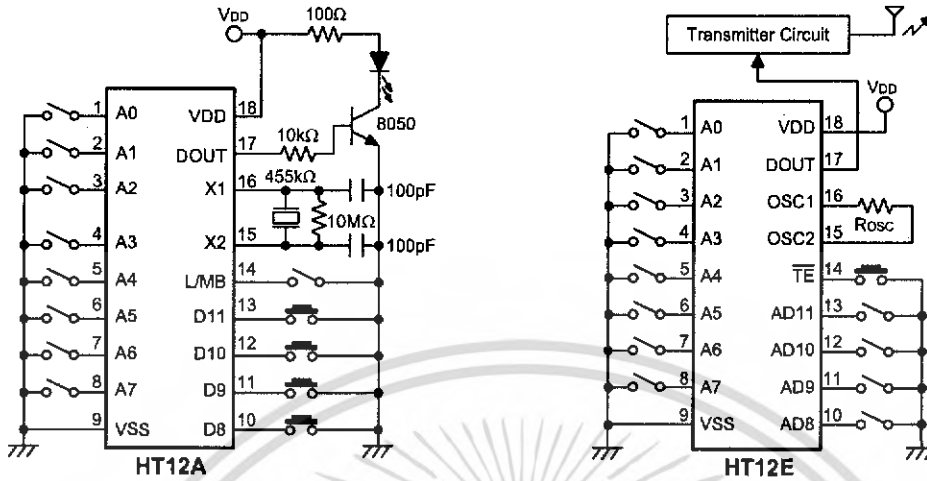 VDD
100Ω
8050
1 A0 VDD 18
2 A1 DOUT 17 10kΩ
3 A2 X1 16 455kΩ 100pF
10MΩ
4 A3 X2 15 100pF
5 A4 L/MB 14
6 A5 D11 13
7 A6 D10 12
8 A7 D9 11
9 VSS D8 10
HT12A
Transmitter Circuit
VDD
1 A0 VDD 18
2 A1 DOUT 17
3 A2 OSC1 16
ROSC
4 A3 OSC2 15
5 A4 TE 14
6 A5 AD11 13
7 A6 AD10 12
8 A7 AD9 11
9 VSS AD8 10
HT12E